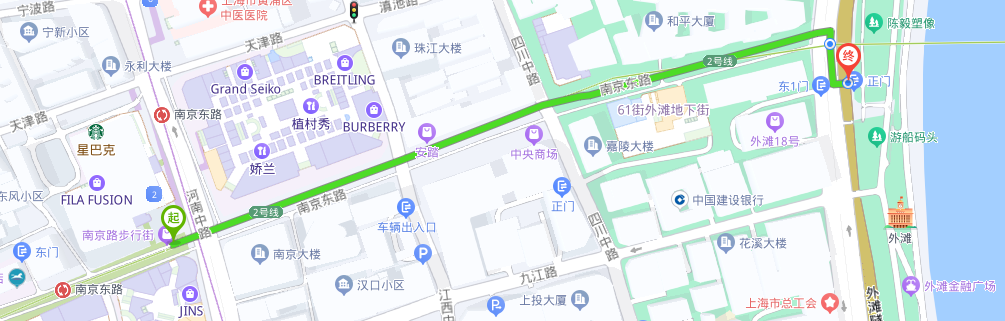 宁波路
上海市黄浦区
中医医院
滇池路
和平大厦
陈毅塑像
宁新小区
天津路
珠江大楼
四川中路
终
永利大楼
BREITLING
2号线
Grand Seiko
南京东路
东1门
正门
南京东路
植村秀
61街外滩地下街
天津路
BURBERRY
外滩18号
游船码头
星巴克
安踏
中央商场
嘉陵大楼
娇兰
2
东风小区
FILA FUSION
河南中路
南京东路
中国建设银行
起
2号线
车辆出入口
正门
四川中路
外滩
南京路步行街
东门
南京大楼
P
花溪大楼
九江路
南京东路
汉口小区
江西中
上投大厦
P
上海市总工会
外滩金融广场
JINS
外滩隧